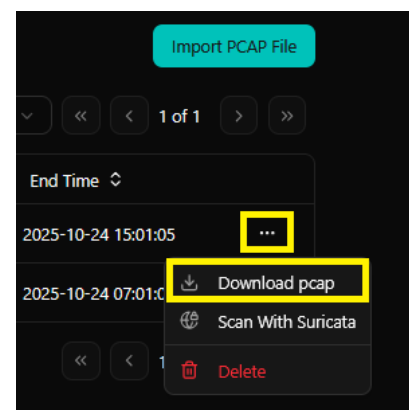 Import PCAP File
1 of 1
End Time
2025-10-24 15:01:05 ...
Download pcap
2025-10-24 07:01:0
Scan With Suricata
1
Delete